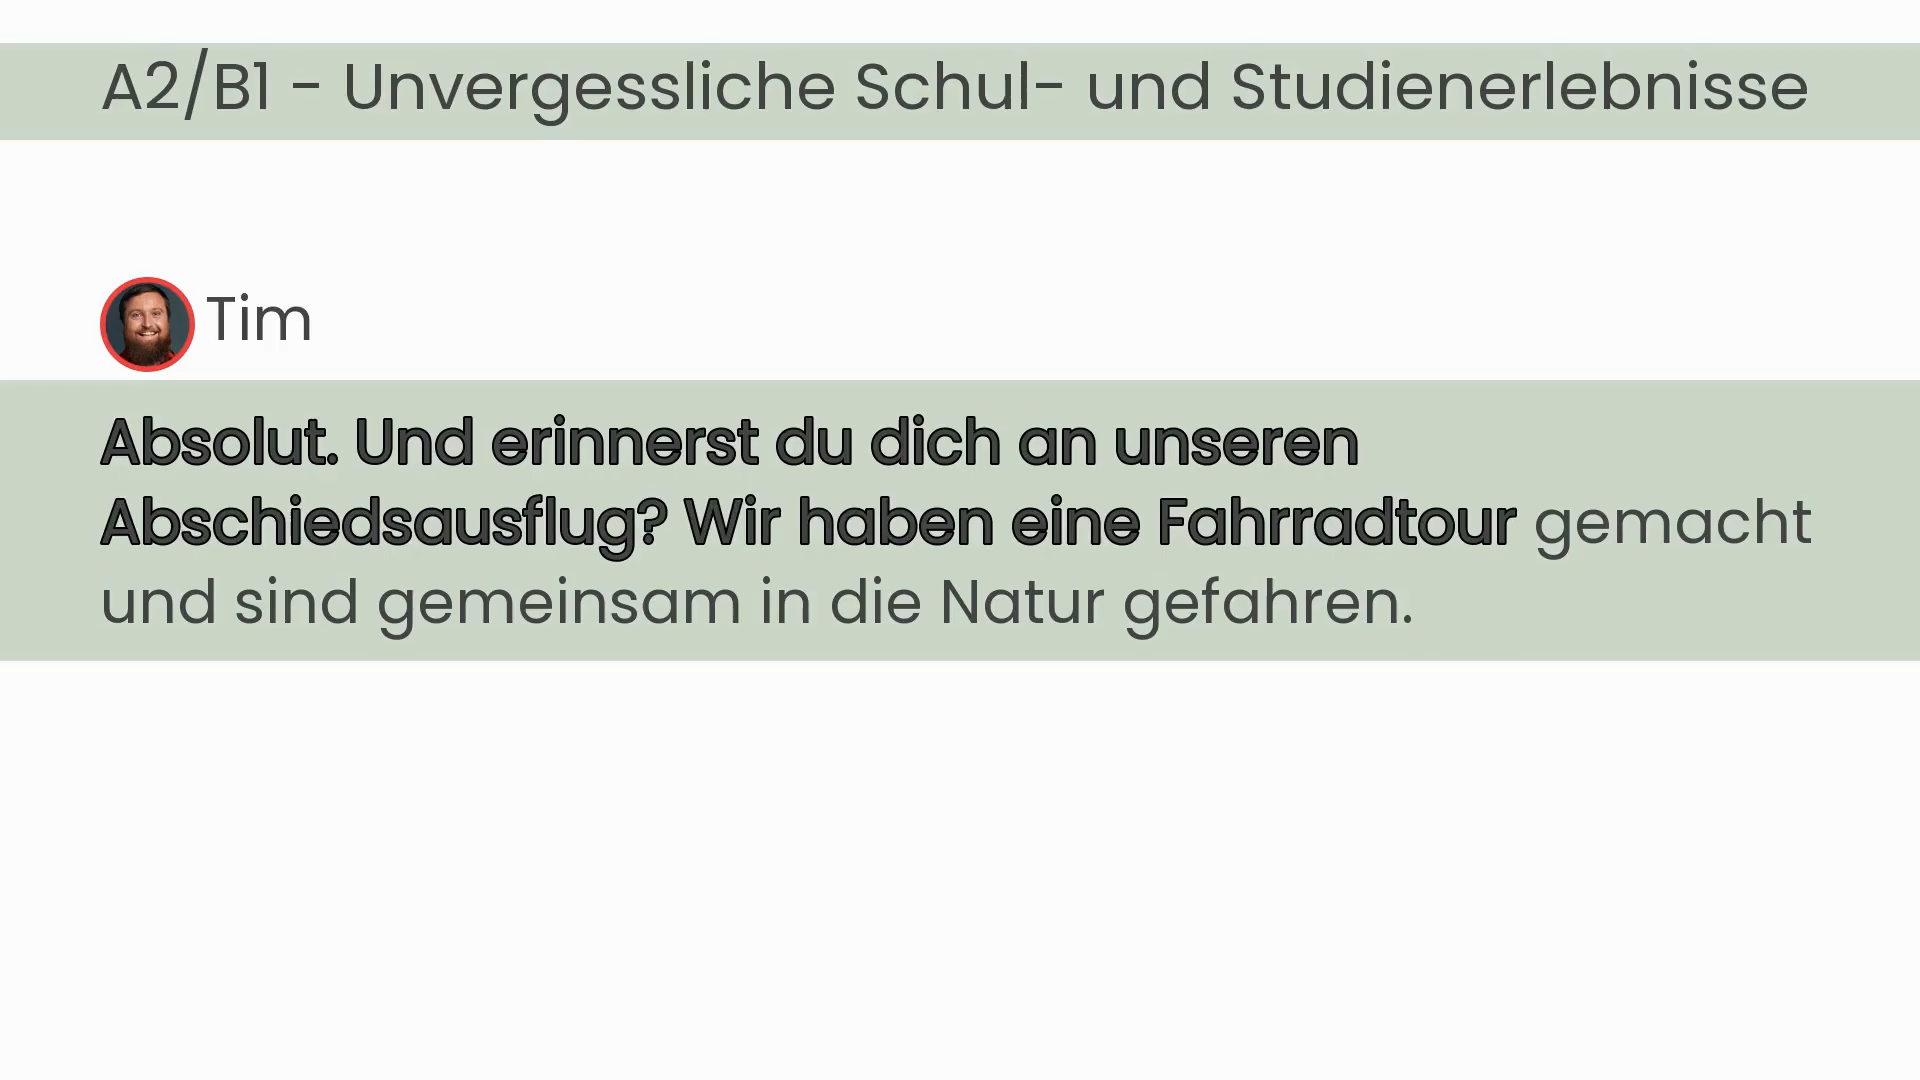 A2/B1 - Unvergessliche Schul- und Studienerlebnisse
Tim
Absolut. Und erinnerst du dich an unseren
Abschiedsausflug? Wir haben eine Fahrradtour gemacht
und sind gemeinsam in die Natur gefahren.